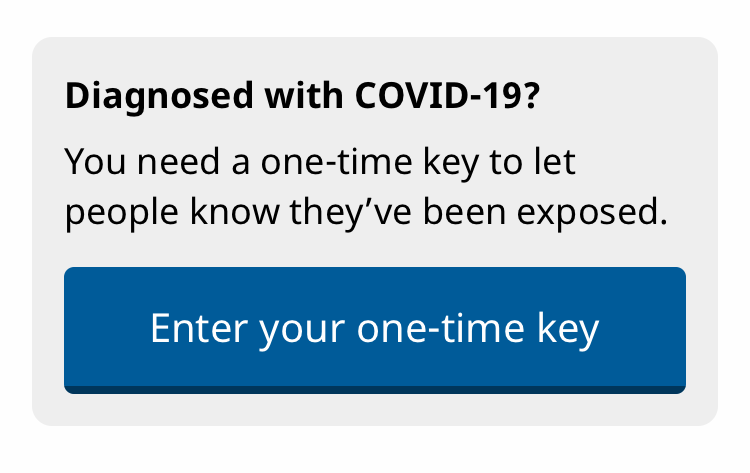 Diagnosed with COVID-19?
You need a one-time key to let
people know they’ve been exposed.
Enter your one-time key